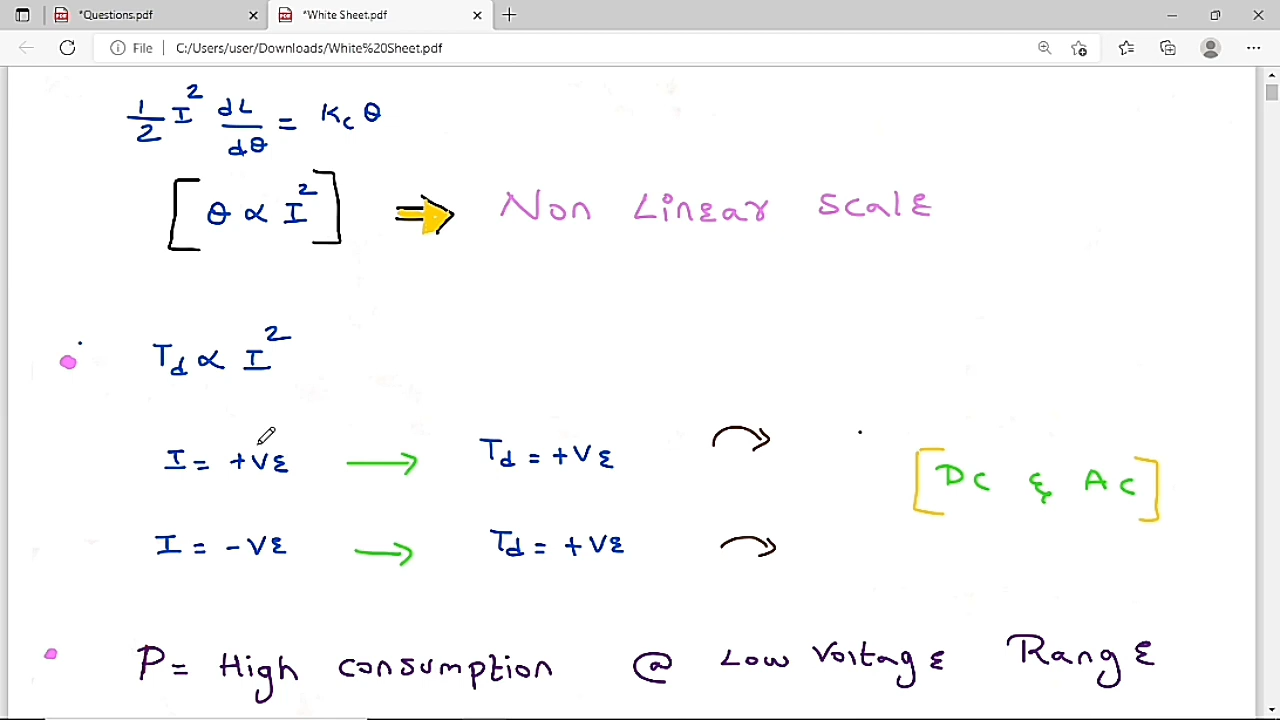 *Questions.pdf
*White Sheet.pdf
File C:/Users/user/Downloads/White%20Sheet.pdf
1/2 I² dL/dθ = Kc θ
[θ ∝ I²] ⇒ Non Linear Scale
Td ∝ I²
I = +ve → Td = +ve
[DC & AC]
I = -ve → Td = +ve
P = High consumption @ Low Voltage Range